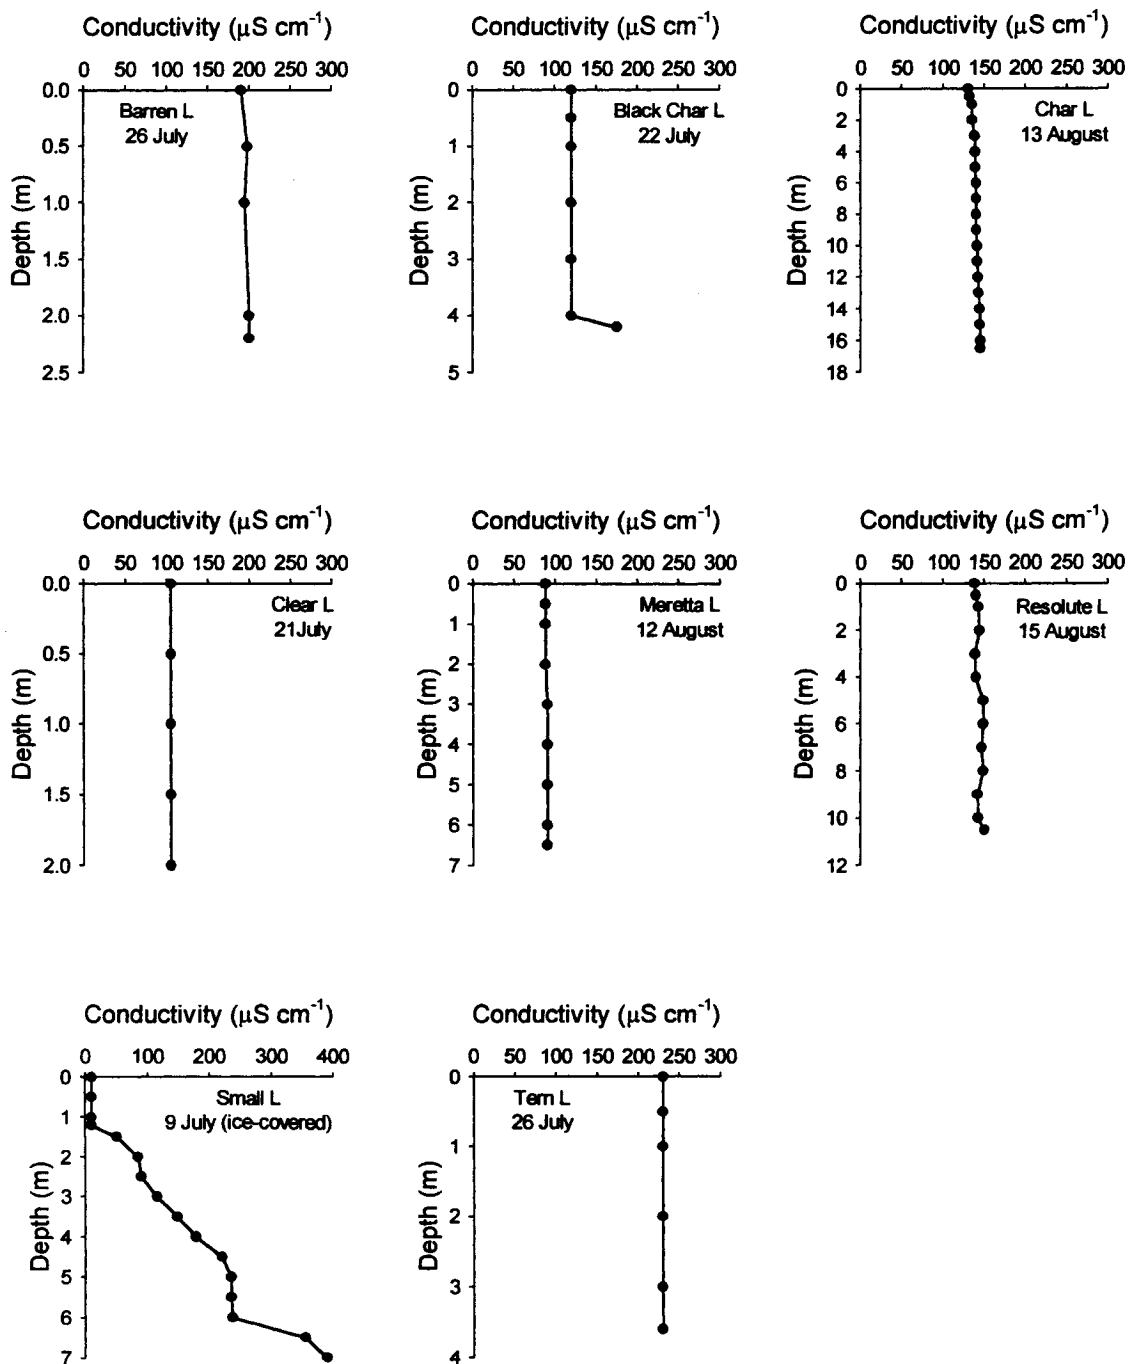 Conductivity (μS cm⁻¹)
0 50 100 150 200 250 300
0.0
0.5
1.0
1.5
2.0
2.5
Depth (m)
Barren L
26 July
Conductivity (μS cm⁻¹)
0 50 100 150 200 250 300
0
1
2
3
4
5
Depth (m)
Black Char L
22 July
Conductivity (μS cm⁻¹)
0 50 100 150 200 250 300
0
2
4
6
8
10
12
14
16
18
Depth (m)
Char L
13 August
Conductivity (μS cm⁻¹)
0 50 100 150 200 250 300
0.0
0.5
1.0
1.5
2.0
Depth (m)
Clear L
21July
Conductivity (μS cm⁻¹)
0 50 100 150 200 250 300
0
1
2
3
4
5
6
7
Depth (m)
Meretta L
12 August
Conductivity (μS cm⁻¹)
0 50 100 150 200 250 300
0
2
4
6
8
10
12
Depth (m)
Resolute L
15 August
Conductivity (μS cm⁻¹)
0 100 200 300 400
0
1
2
3
4
5
6
7
Depth (m)
Small L
9 July (ice-covered)
Conductivity (μS cm⁻¹)
0 50 100 150 200 250 300
0
1
2
3
4
Depth (m)
Tern L
26 July